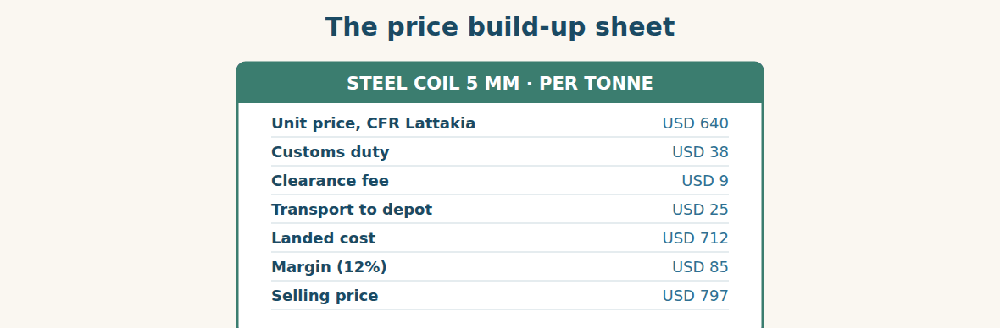 The price build-up sheet
STEEL COIL 5 MM · PER TONNE
Unit price, CFR Lattakia USD 640
Customs duty USD 38
Clearance fee USD 9
Transport to depot USD 25
Landed cost USD 712
Margin (12%) USD 85
Selling price USD 797